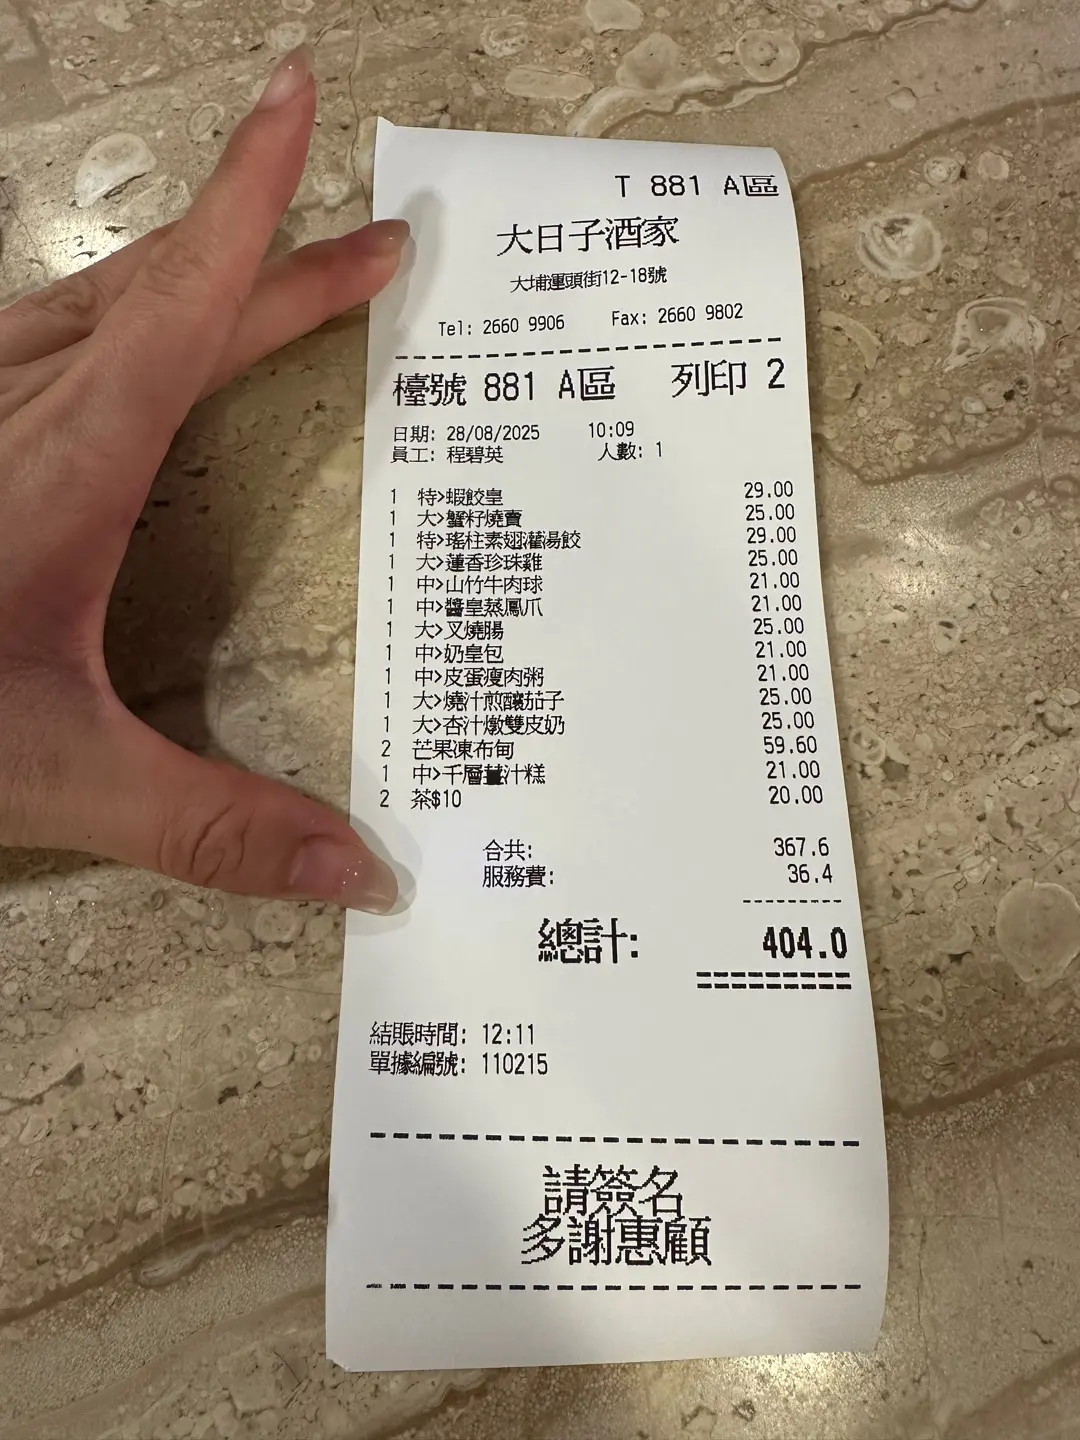 T 881 A區
大日子酒家
大埔運頭街12-18號
Tel: 2660 9906 Fax: 2660 9802
檯號 881 A區 列印 2
日期: 28/08/2025 10:09
員工: 程碧英 人數: 1
1 特>蝦餃皇 29.00
1 大>蟹籽燒賣 25.00
1 特>瑤柱素翅灌湯餃 29.00
1 大>蓮香珍珠雞 25.00
1 中>山竹牛肉球 21.00
1 中>醬皇蒸鳳爪 21.00
1 大>叉燒腸 25.00
1 中>奶皇包 21.00
1 中>皮蛋瘦肉粥 21.00
1 大>燒汁煎釀茄子 25.00
1 大>杏汁燉雙皮奶 25.00
2 芒果凍布甸 59.60
1 中>千層薑汁糕 21.00
2 茶$10 20.00
合共: 367.6
服務費: 36.4
總計: 404.0
結賬時間: 12:11
單據編號: 110215
請簽名
多謝惠顧